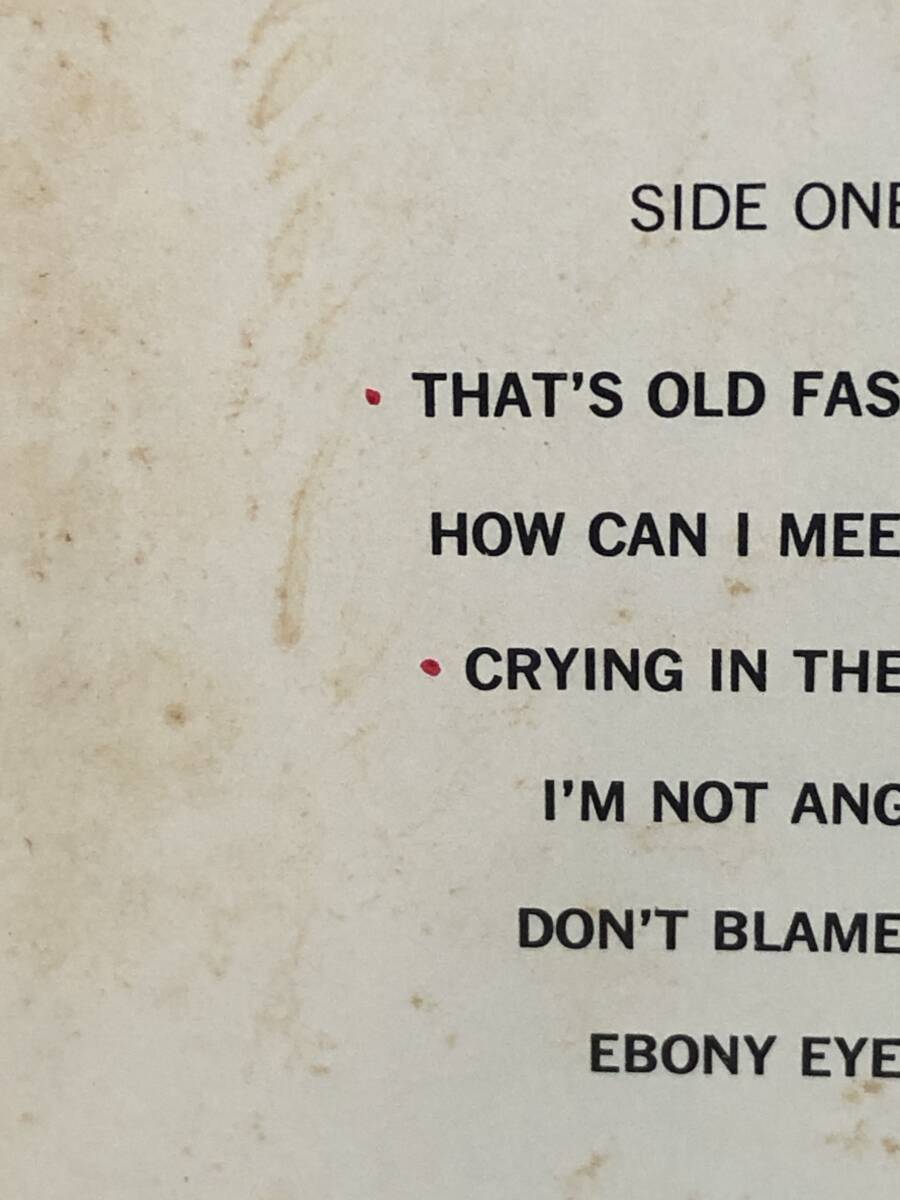 SIDE ONE
THAT'S OLD FAS
HOW CAN I MEE
CRYING IN THE
I'M NOT ANG
DON'T BLAME
EBONY EYE